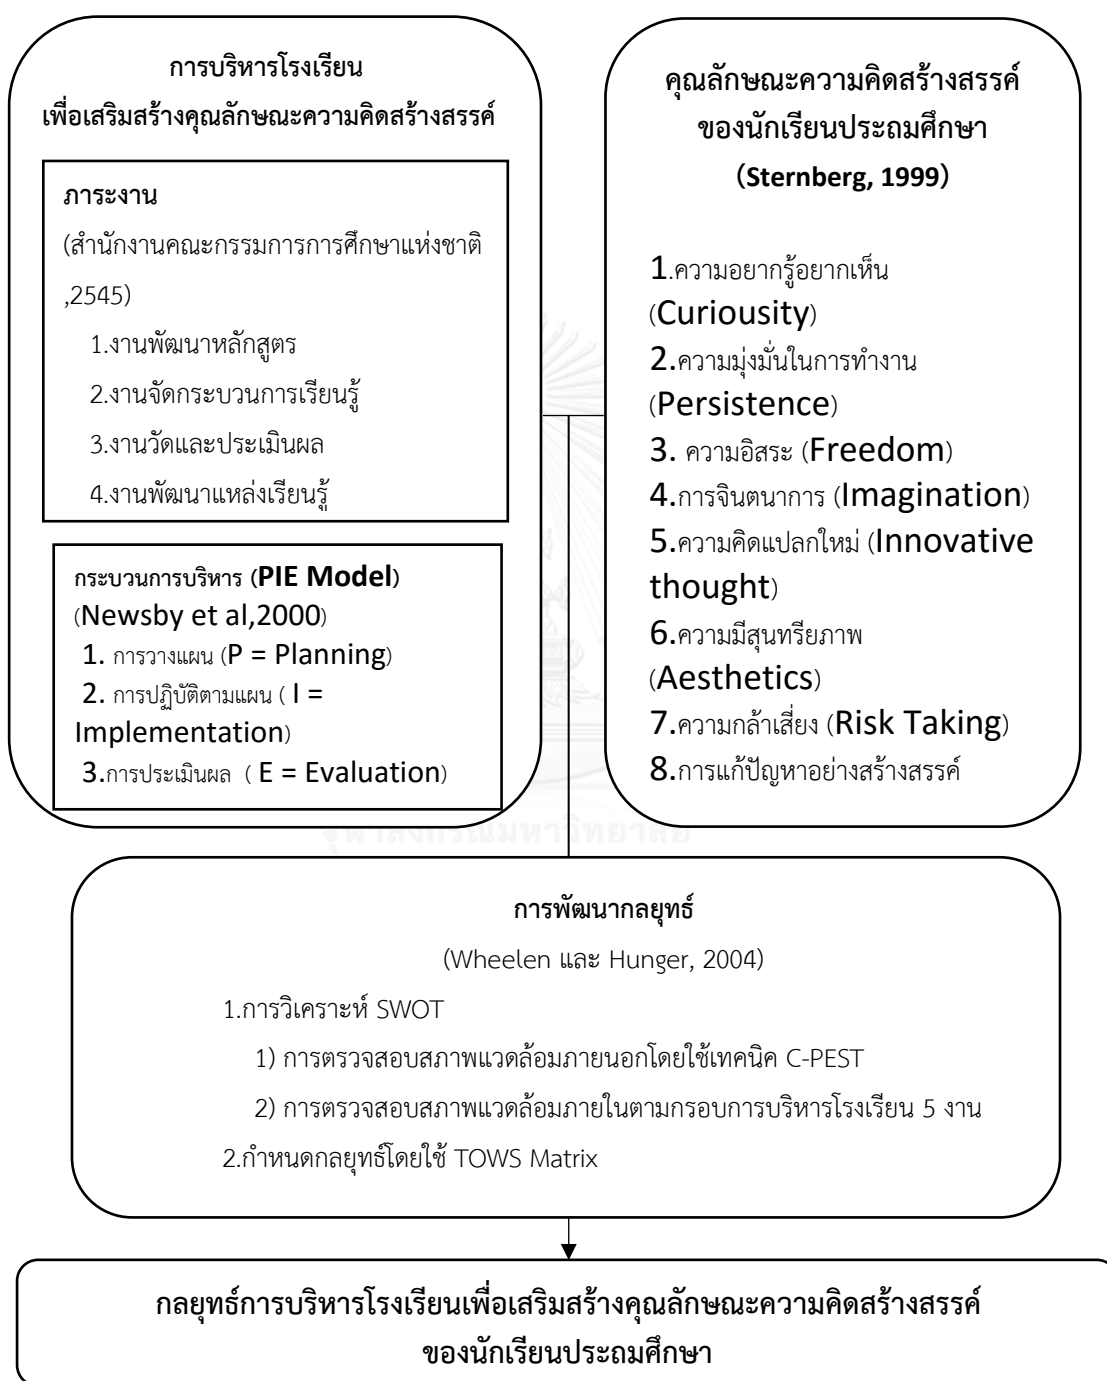 การบริหารโรงเรียน
เพื่อเสริมสร้างคุณลักษณะความคิดสร้างสรรค์
ภาระงาน
(สำนักงานคณะกรรมการการศึกษาแห่งชาติ
,2545)
1.งานพัฒนาหลักสูตร
2.งานจัดกระบวนการเรียนรู้
3.งานวัดและประเมินผล
4.งานพัฒนาแหล่งเรียนรู้
กระบวนการบริหาร (PIE Model)
(Newsby et al,2000)
1. การวางแผน (P = Planning)
2. การปฏิบัติตามแผน ( I =
Implementation)
3.การประเมินผล ( E = Evaluation)
คุณลักษณะความคิดสร้างสรรค์
ของนักเรียนประถมศึกษา
(Sternberg, 1999)
1.ความอยากรู้อยากเห็น
(Curiousity)
2.ความมุ่งมั่นในการทำงาน
(Persistence)
3. ความอิสระ (Freedom)
4.การจินตนาการ (Imagination)
5.ความคิดแปลกใหม่ (Innovative
thought)
6.ความมีสุนทรียภาพ
(Aesthetics)
7.ความกล้าเสี่ยง (Risk Taking)
8.การแก้ปัญหาอย่างสร้างสรรค์
จุฬาลงกรณ์มหาวิทยาลัย
การพัฒนากลยุทธ์
(Wheelen และ Hunger, 2004)
1.การวิเคราะห์ SWOT
1) การตรวจสอบสภาพแวดล้อมภายนอกโดยใช้เทคนิค C-PEST
2) การตรวจสอบสภาพแวดล้อมภายในตามกรอบการบริหารโรงเรียน 5 งาน
2.กำหนดกลยุทธ์โดยใช้ TOWS Matrix
กลยุทธ์การบริหารโรงเรียนเพื่อเสริมสร้างคุณลักษณะความคิดสร้างสรรค์
ของนักเรียนประถมศึกษา